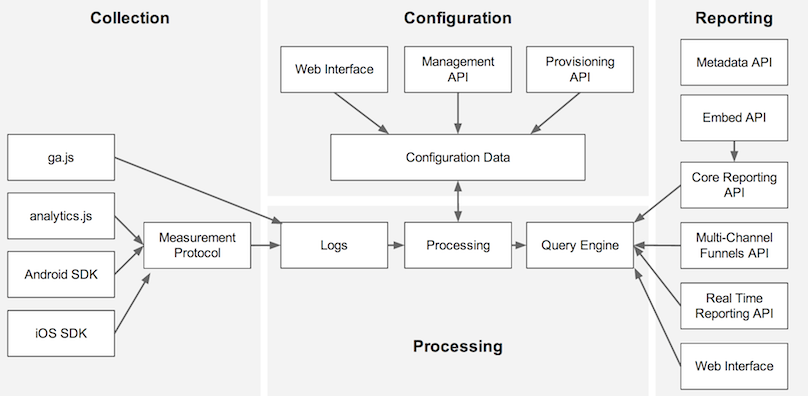 Collection
ga.js
analytics.js
Android SDK
iOS SDK
Measurement
Protocol
Configuration
Web Interface
Management
API
Provisioning
API
Configuration Data
Logs
Processing
Query Engine
Processing
Reporting
Metadata API
Embed API
Core Reporting
API
Multi-Channel
Funnels API
Real Time
Reporting API
Web Interface